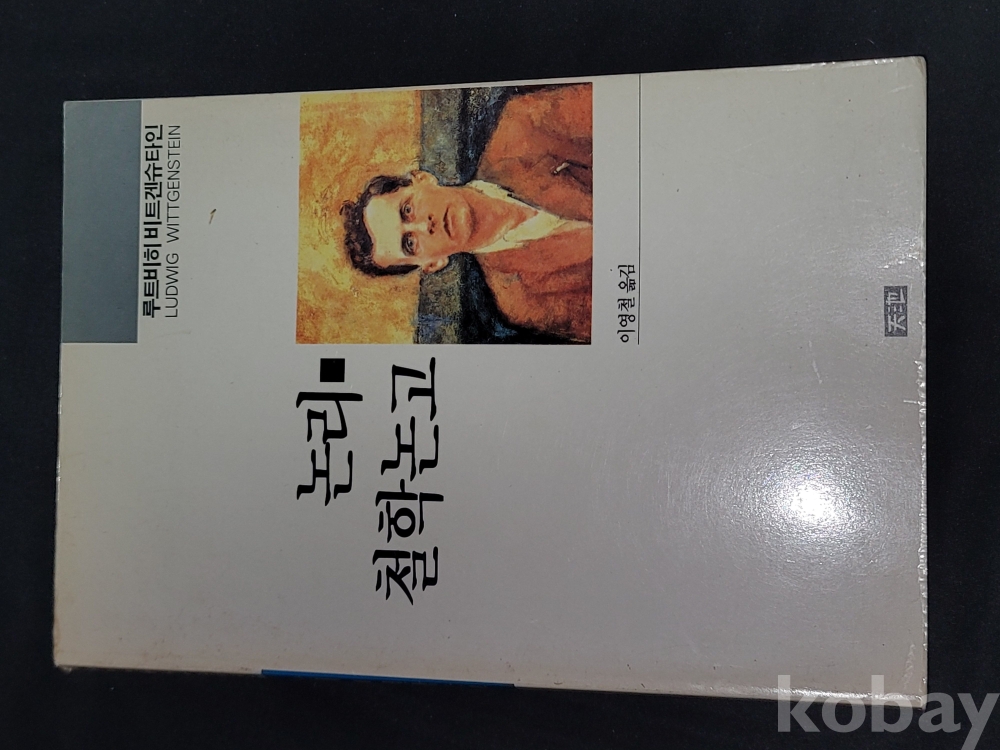 루트비히 비트겐슈타인
LUDWIG WITTGENSTEIN
논리■
철학논고
이영철 옮김
天池
kobay